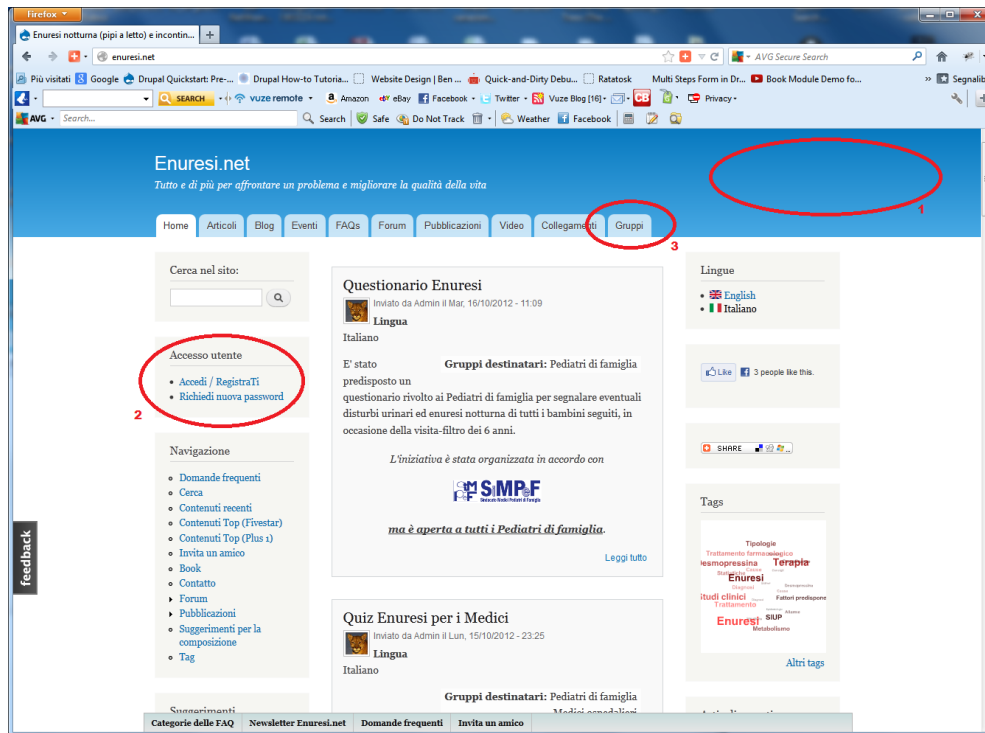 Firefox
Enuresi notturna (pipi a letto) e incontin...
enuresi.net
AVG Secure Search
Più visitati
Google
Drupal Quickstart: Pre-...
Drupal How-to Tutoria...
Website Design | Ben ...
Quick-and-Dirty Debu...
Ratatosk
Multi Steps Form in Dr...
Book Module Demo fo...
»
Segnalib
SEARCH
vuze remote
Amazon
eBay
Facebook
Twitter
Vuze Blog [16]
CB
Privacy
AVG
Search...
Search
Safe
Do Not Track
Weather
Facebook
Enuresi.net
Tutto e di più per affrontare un problema e migliorare la qualità della vita
1
Home
Articoli
Blog
Eventi
FAQs
Forum
Pubblicazioni
Video
Collegamenti
Gruppi
3
Cerca nel sito:
Accesso utente
Accedi / RegistraTi
Richiedi nuova password
2
Navigazione
Domande frequenti
Cerca
Contenuti recenti
Contenuti Top (Fivestar)
Contenuti Top (Plus 1)
Invita un amico
Book
Contatto
Forum
Pubblicazioni
Suggerimenti per la
composizione
Tag
Suggerimenti
feedback
Questionario Enuresi
Inviato da Admin il Mar, 16/10/2012 - 11:09
Lingua
Italiano
E' stato
Gruppi destinatari: Pediatri di famiglia
predisposto un
questionario rivolto ai Pediatri di famiglia per segnalare eventuali
disturbi urinari ed enuresi notturna di tutti i bambini seguiti, in
occasione della visita-filtro dei 6 anni.
L'iniziativa è stata organizzata in accordo con
SiMPeF
Sindacato Medici Pediatri di Famiglia
ma è aperta a tutti i Pediatri di famiglia.
Leggi tutto
Quiz Enuresi per i Medici
Inviato da Admin il Lun, 15/10/2012 - 23:25
Lingua
Italiano
Gruppi destinatari: Pediatri di famiglia
Medici ospedalieri
Lingue
English
Italiano
Like
3 people like this.
SHARE
Tags
Tipologie
Trattamento farmacologico
Desmopressina
Terapia
Enuresi
Studi clinici
Fattori predispone
Trattamento
Enuresi
SIUP
Metabolismo
Altri tags
Categorie delle FAQ
Newsletter Enuresi.net
Domande frequenti
Invita un amico